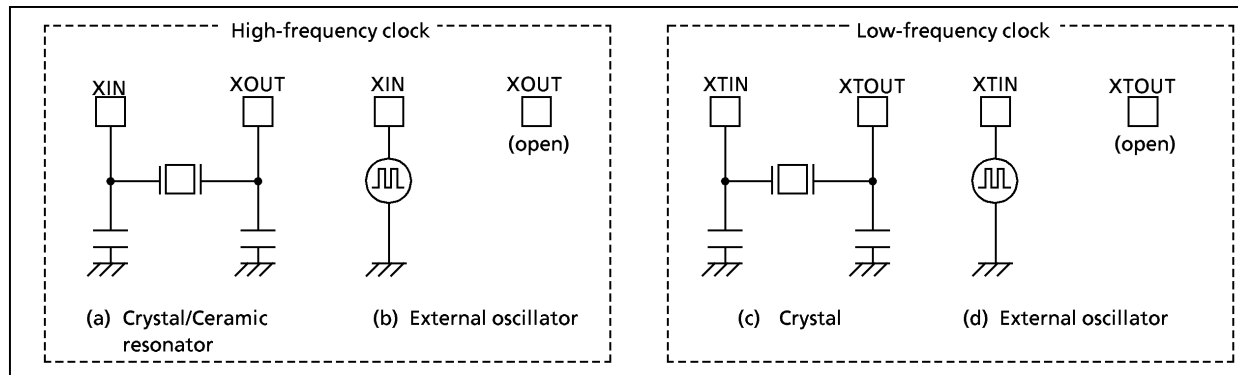 High-frequency clock
XIN
XOUT
XIN
XOUT
(open)
(a) Crystal/Ceramic
resonator
(b) External oscillator
Low-frequency clock
XTIN
XTOUT
XTIN
XTOUT
(open)
(c) Crystal
(d) External oscillator